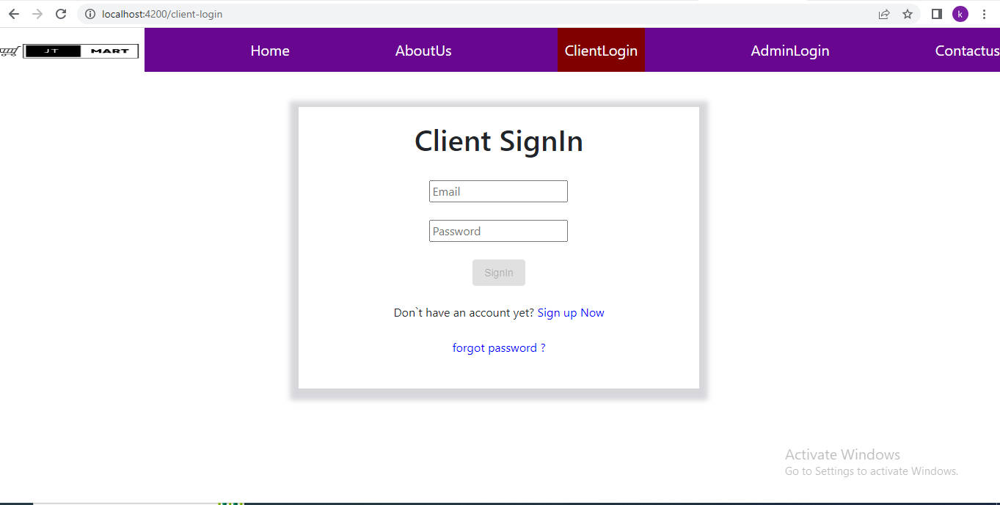 localhost:4200/client-login
k
JT MART
Home AboutUs ClientLogin AdminLogin Contactus
Client SignIn
Email
Password
SignIn
Don`t have an account yet? Sign up Now
forgot password ?
Activate Windows
Go to Settings to activate Windows.